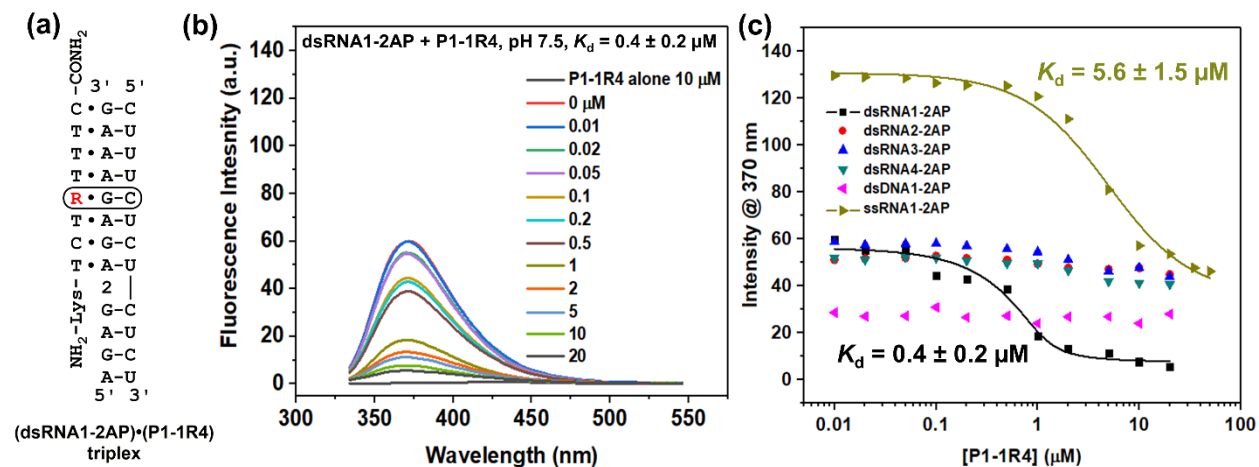 (a)
-CONH2
3' 5'
C•G-C
T•A-U
T•A-U
T•A-U
R•G-C
T•A-U
C•G-C
T•A-U
2
G-C
A-U
G-C
A-U
5' 3'
NH2-Lys-
(dsRNA1-2AP)•(P1-1R4)
triplex
(b)
dsRNA1-2AP + P1-1R4, pH 7.5, Kd = 0.4 ± 0.2 µM
P1-1R4 alone 10 µM
0 µM
0.01
0.02
0.05
0.1
0.2
0.5
1
2
5
10
20
Fluorescence Intesnity (a.u.)
140
120
100
80
60
40
20
0
300 350 400 450 500 550
Wavelength (nm)
(c)
Kd = 5.6 ± 1.5 µM
dsRNA1-2AP
dsRNA2-2AP
dsRNA3-2AP
dsRNA4-2AP
dsDNA1-2AP
ssRNA1-2AP
Kd = 0.4 ± 0.2 µM
Intensity @ 370 nm
140
120
100
80
60
40
20
0
0.01 0.1 1 10 100
[P1-1R4] (µM)